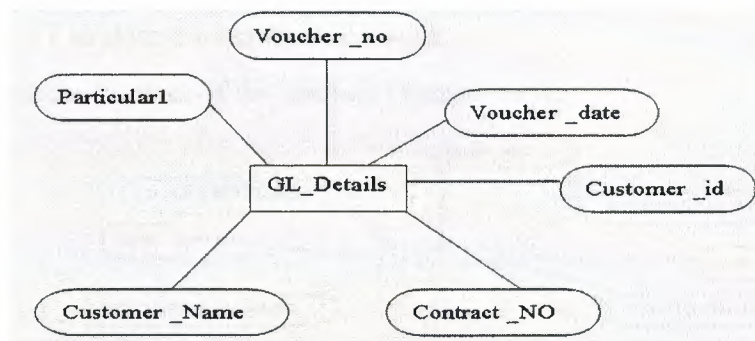 Voucher _no
Particular1
Voucher _date
GL_Details
Customer _id
Customer _Name
Contract _NO